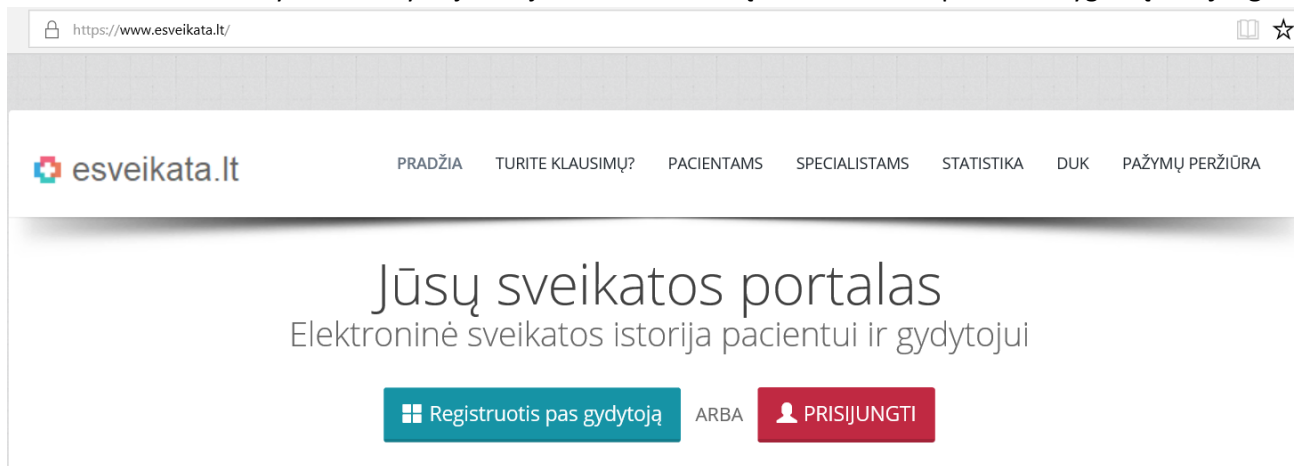 https://www.esveikata.lt/
esveikata.lt
PRADŽIA TURITE KLAUSIMŲ? PACIENTAMS SPECIALISTAMS STATISTIKA DUK PAŽYMŲ PERŽIŪRA
Jūsų sveikatos portalas
Elektroninė sveikatos istorija pacientui ir gydytojui
Registruotis pas gydytoją ARBA PRISIJUNGTI